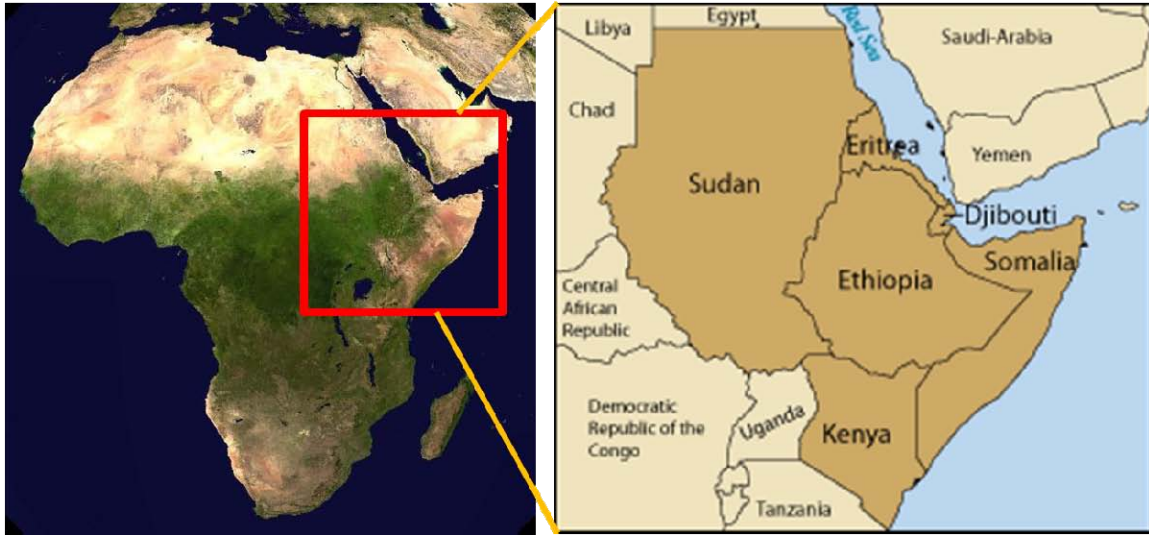 Libya
Egypt
Red Sea
Saudi-Arabia
Chad
Eritrea
Yemen
Sudan
Djibouti
Somalia
Ethiopia
Central
African
Republic
Democratic
Republic of the
Congo
Uganda
Kenya
Tanzania